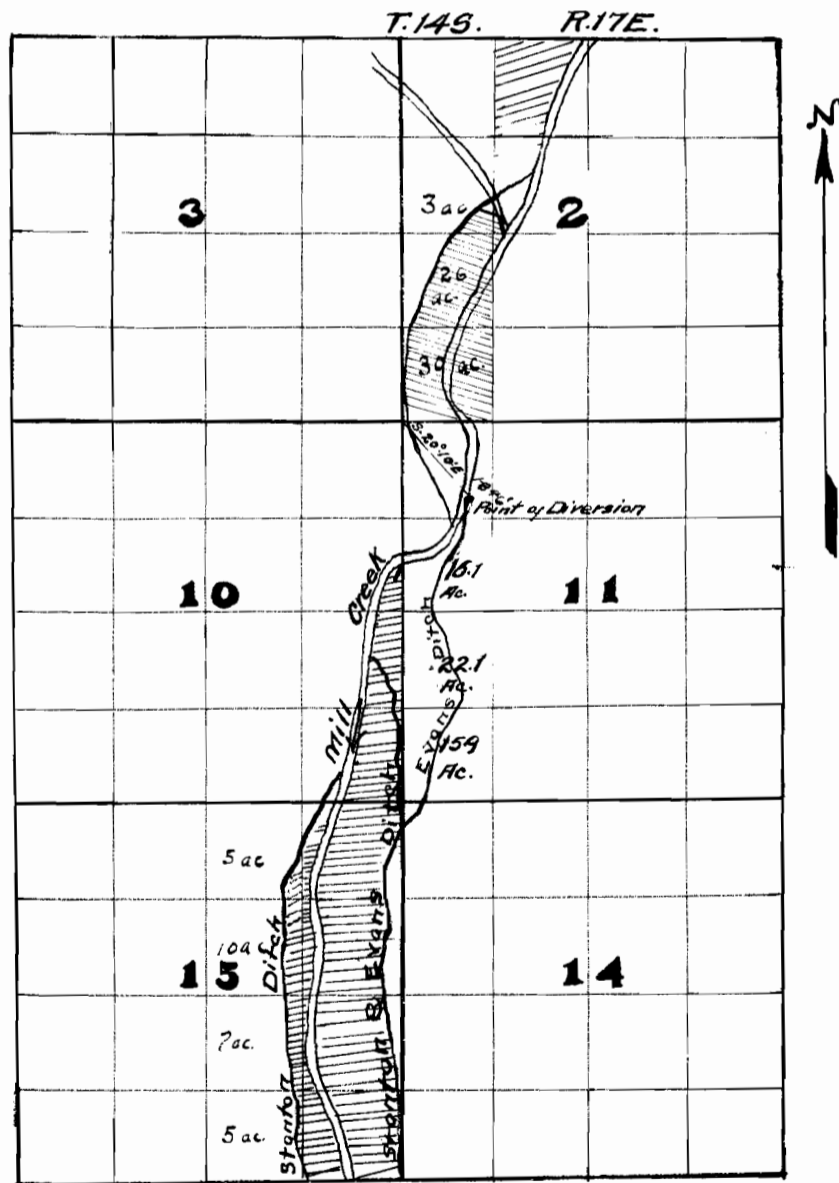 T.14S. R.17E.
3
2
3 ac
26
ac.
30 ac.
S.20°10'E
Point of Diversion
Creek
Mill
10
11
16.1
Ac.
Evans Ditch
22.1
Ac.
15.9
Ac.
5 ac
Ditch
10a
15
14
7 ac.
Stanton
5 ac.
Stanton & Evans Ditch